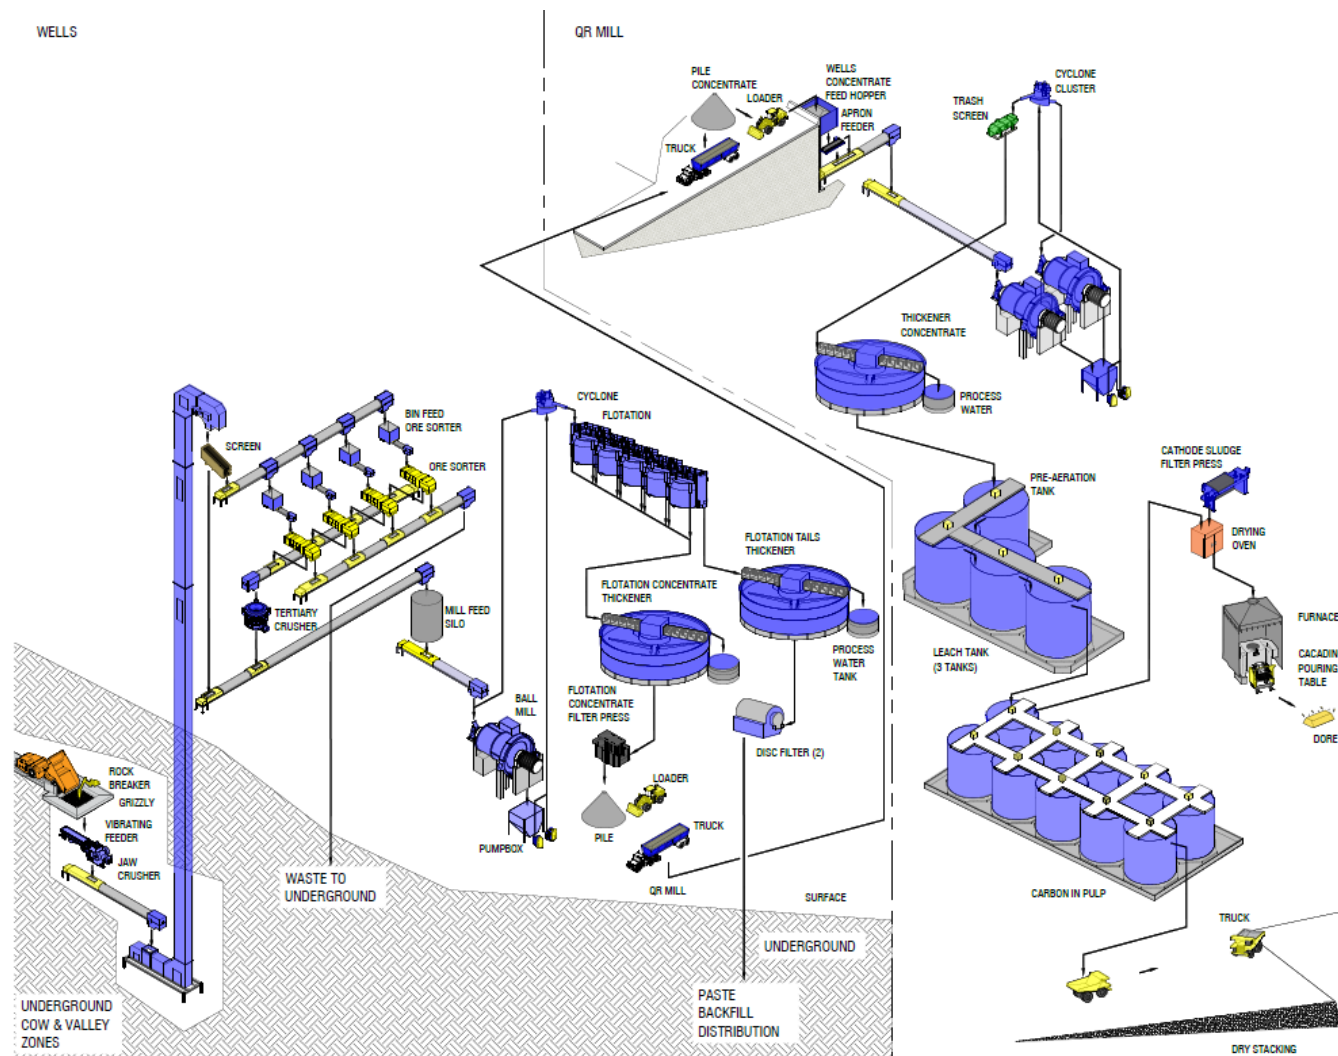 WELLS
QR MILL
PILE
CONCENTRATE
LOADER
WELLS
CONCENTRATE
FEED HOPPER
APRON
FEEDER
TRUCK
CYCLONE
CLUSTER
TRASH
SCREEN
THICKENER
CONCENTRATE
PROCESS
WATER
CYCLONE
FLOTATION
BIN FEED
ORE SORTER
SCREEN
ORE SORTER
PRE-AERATION
TANK
CATHODE SLUDGE
FILTER PRESS
DRYING
OVEN
FLOTATION TAILS
THICKENER
FLOTATION CONCENTRATE
THICKENER
TERTIARY
CRUSHER
MILL FEED
SILO
FURNACE
PROCESS
WATER
TANK
LEACH TANK
(3 TANKS)
CACADIN
POURING
TABLE
FLOTATION
CONCENTRATE
FILTER PRESS
BALL
MILL
DISC FILTER (2)
DORE
ROCK
BREAKER
GRIZZLY
VIBRATING
FEEDER
JAW
CRUSHER
LOADER
TRUCK
PILE
PUMPBOX
QR MILL
WASTE TO
UNDERGROUND
SURFACE
CARBON IN PULP
TRUCK
UNDERGROUND
UNDERGROUND
COW & VALLEY
ZONES
PASTE
BACKFILL
DISTRIBUTION
DRY STACKING